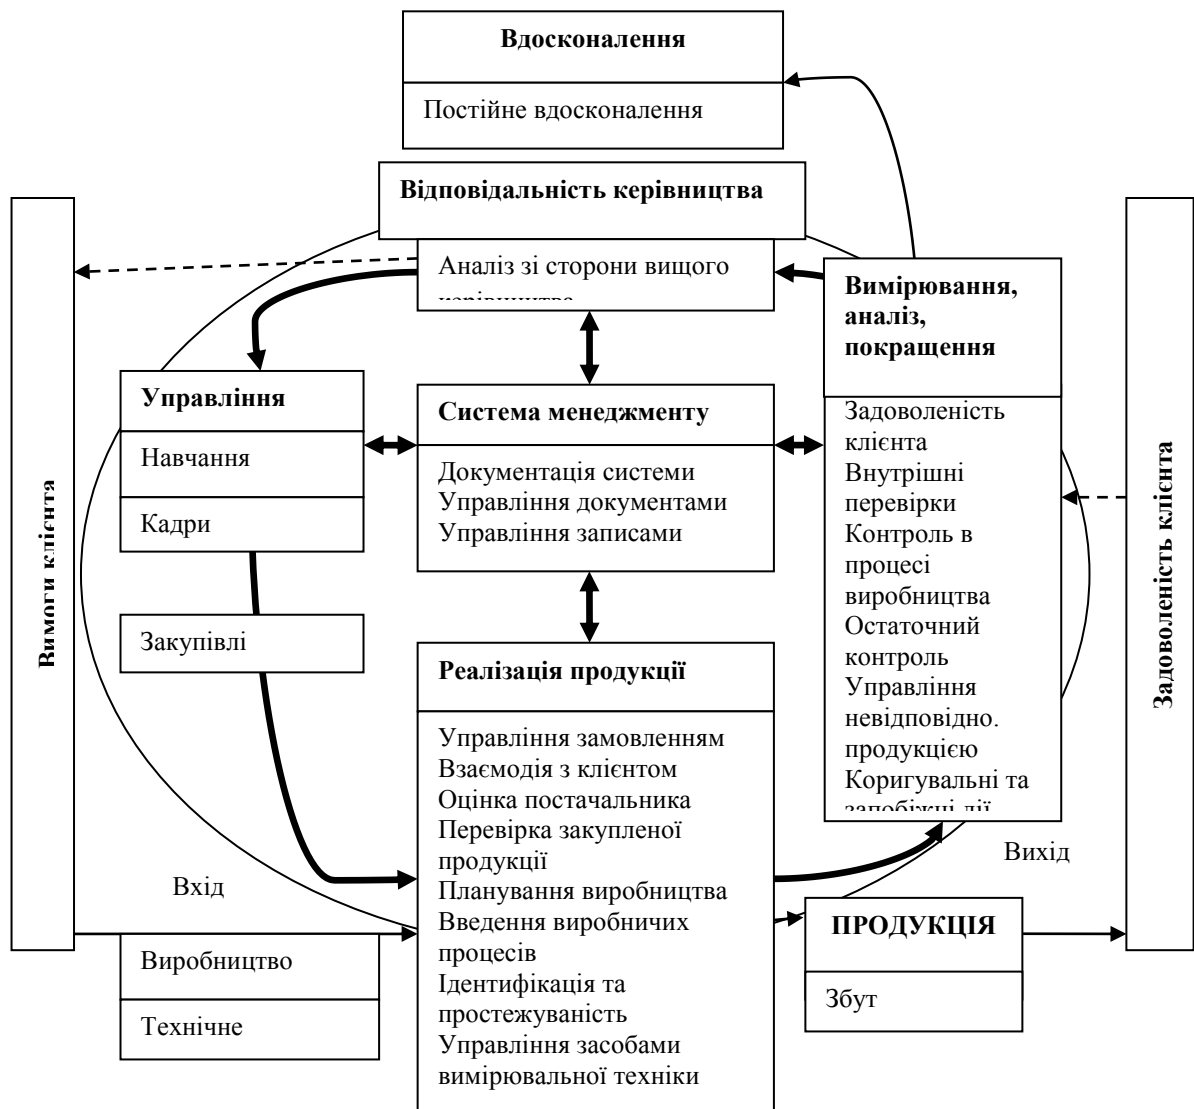 Вдосконалення
Постійне вдосконалення
Відповідальність керівництва
Аналіз зі сторони вищого
керівництва
Вимоги клієнта
Управління
Навчання
Кадри
Закупівлі
Система менеджменту
Документація системи
Управління документами
Управління записами
Вимірювання,
аналіз,
покращення
Задоволеність
клієнта
Внутрішні
перевірки
Контроль в
процесі
виробництва
Остаточний
контроль
Управління
невідповідно.
продукцією
Коригувальні та
запобіжні дії
Задоволеність клієнта
Реалізація продукції
Управління замовленням
Взаємодія з клієнтом
Оцінка постачальника
Перевірка закупленої
продукції
Планування виробництва
Введення виробничих
процесів
Ідентифікація та
простежуваність
Управління засобами
вимірювальної техніки
Вхід
Виробництво
Технічне
Вихід
ПРОДУКЦІЯ
Збут